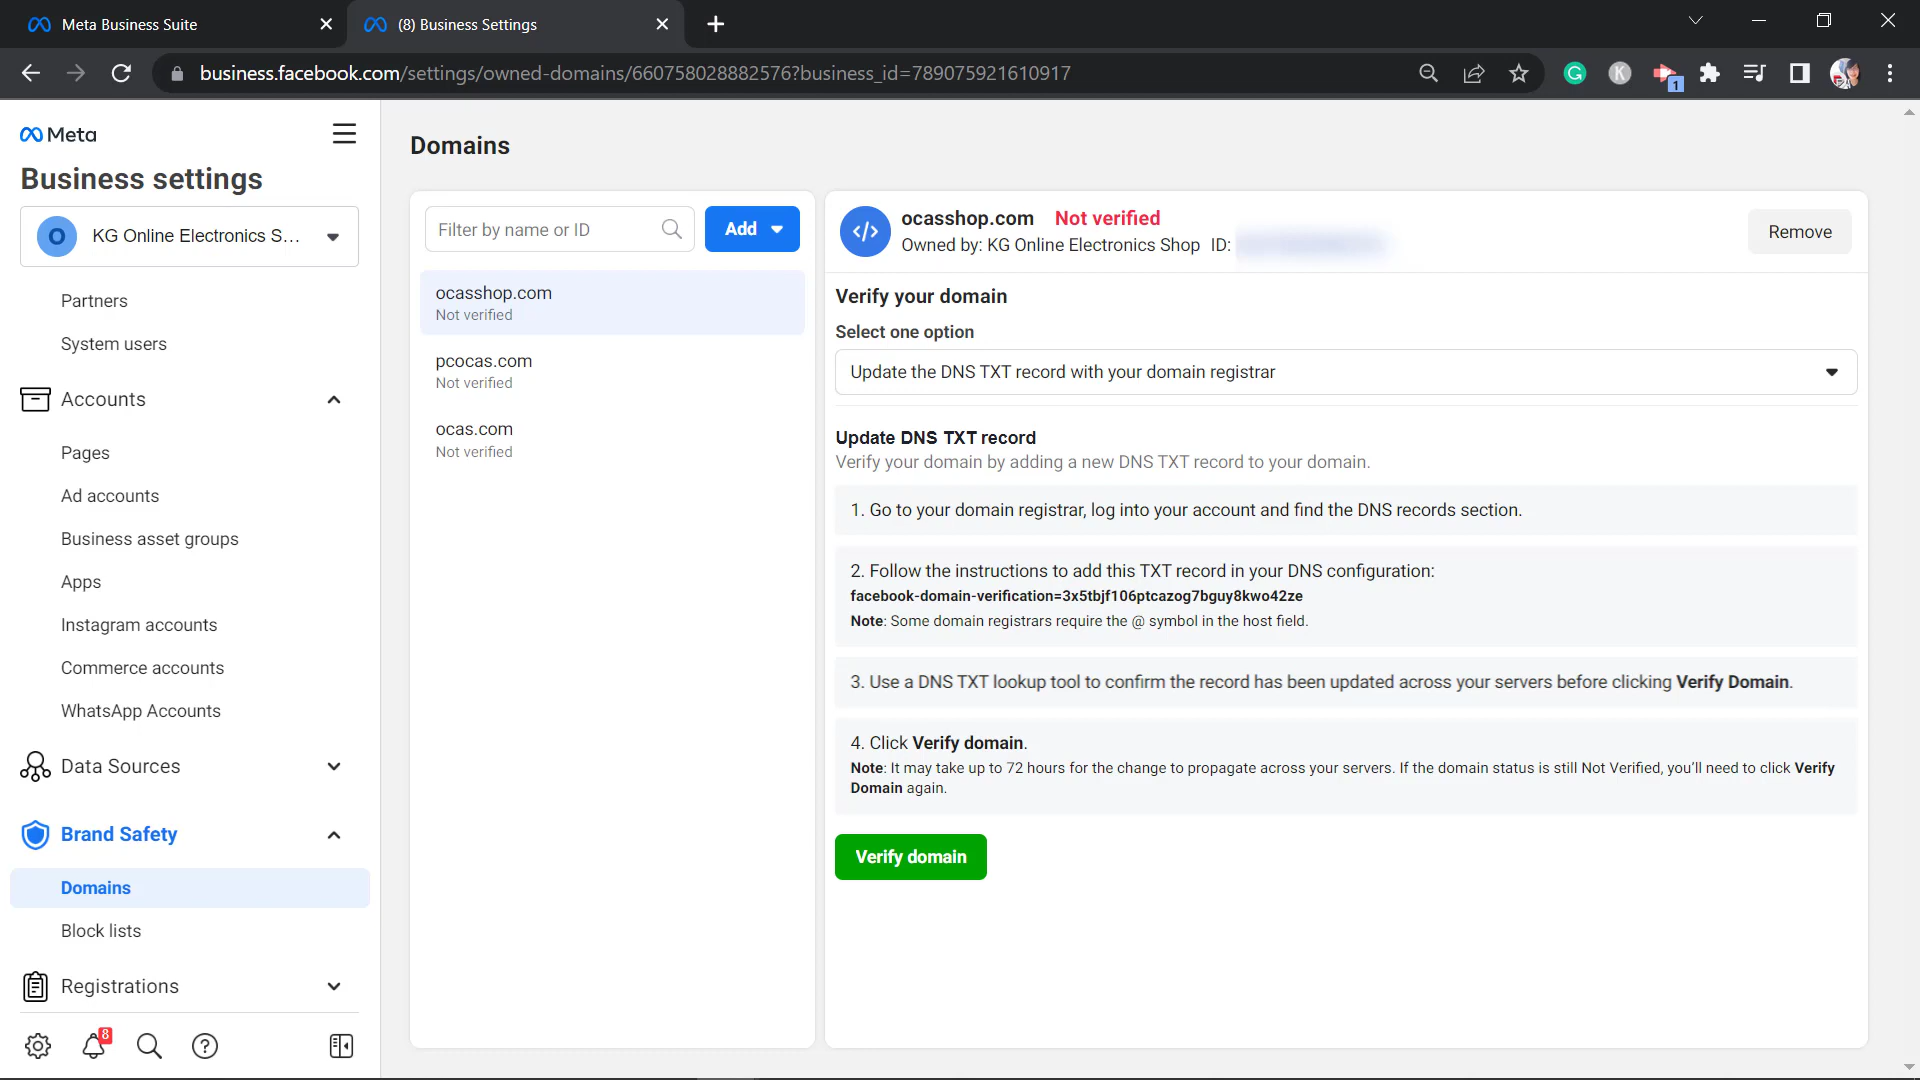 Meta Business Suite
(8) Business Settings
business.facebook.com/settings/owned-domains/660758028882576?business_id=789075921610917
G
K
1
Meta
Business settings
O
KG Online Electronics S...
Partners
System users
Accounts
Pages
Ad accounts
Business asset groups
Apps
Instagram accounts
Commerce accounts
WhatsApp Accounts
Data Sources
Brand Safety
Domains
Block lists
Registrations
8
Domains
Filter by name or ID
Add
ocasshop.com
Not verified
pcocas.com
Not verified
ocas.com
Not verified
</>
ocasshop.com Not verified
Owned by: KG Online Electronics Shop ID:
Remove
Verify your domain
Select one option
Update the DNS TXT record with your domain registrar
Update DNS TXT record
Verify your domain by adding a new DNS TXT record to your domain.
1. Go to your domain registrar, log into your account and find the DNS records section.
2. Follow the instructions to add this TXT record in your DNS configuration:
facebook-domain-verification=3x5tbjf106ptcazog7bguy8kwo42ze
Note: Some domain registrars require the @ symbol in the host field.
3. Use a DNS TXT lookup tool to confirm the record has been updated across your servers before clicking Verify Domain.
4. Click Verify domain.
Note: It may take up to 72 hours for the change to propagate across your servers. If the domain status is still Not Verified, you'll need to click Verify
Domain again.
Verify domain